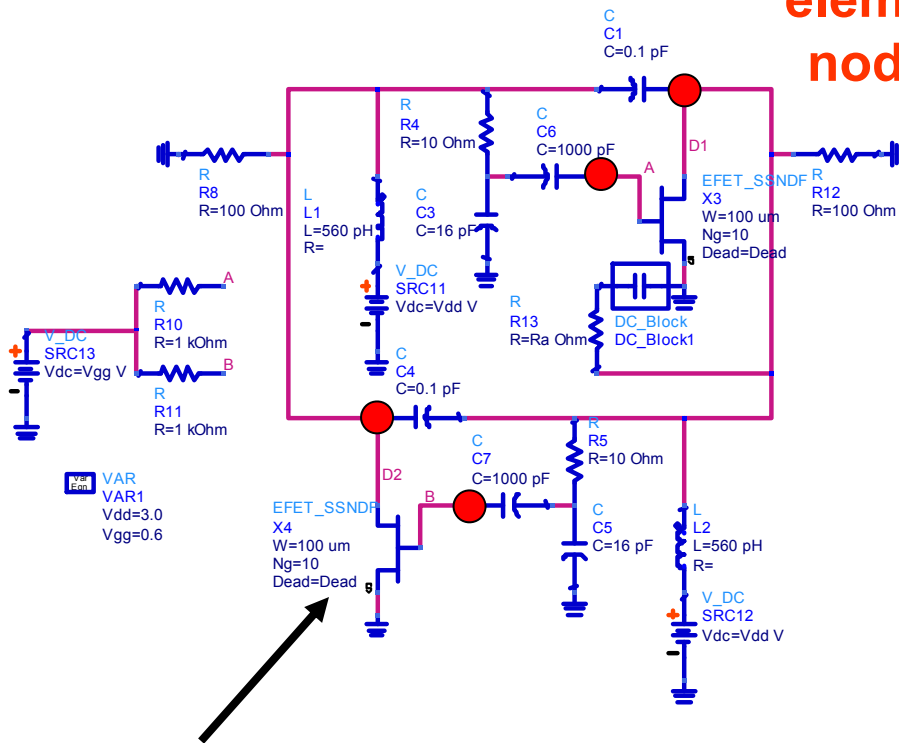 elem
nod
C
C1
C=0.1 pF
R
R4
R=10 Ohm
C
C6
C=1000 pF
A
D1
EFET_SSNDF
X3
W=100 um
Ng=10
Dead=Dead
R
R8
R=100 Ohm
R
R12
R=100 Ohm
L
L1
L=560 pH
R=
C
C3
C=16 pF
V_DC
SRC11
Vdc=Vdd V
R
R13
R=Ra Ohm
DC_Block
DC_Block1
A
R
R10
R=1 kOhm
V_DC
SRC13
Vdc=Vgg V
B
R
R11
R=1 kOhm
C
C4
C=0.1 pF
R
R5
R=10 Ohm
D2
C
C7
C=1000 pF
B
Var
Eqn
VAR
VAR1
Vdd=3.0
Vgg=0.6
EFET_SSNDF
X4
W=100 um
Ng=10
Dead=Dead
C
C5
C=16 pF
L
L2
L=560 pH
R=
V_DC
SRC12
Vdc=Vdd V